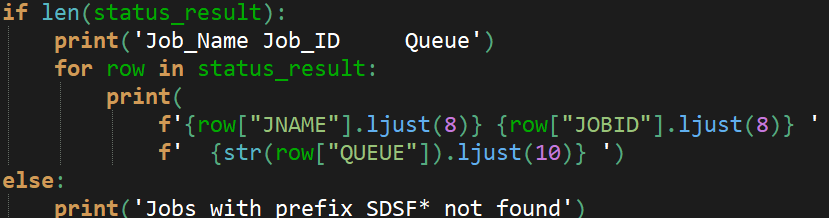 if len(status_result):
    print('Job_Name Job_ID     Queue')
    for row in status_result:
        print(
            f'{row["JNAME"].ljust(8)} {row["JOBID"].ljust(8)} '
            f'  {str(row["QUEUE"]).ljust(10)} ')
else:
    print('Jobs with prefix SDSF* not found')